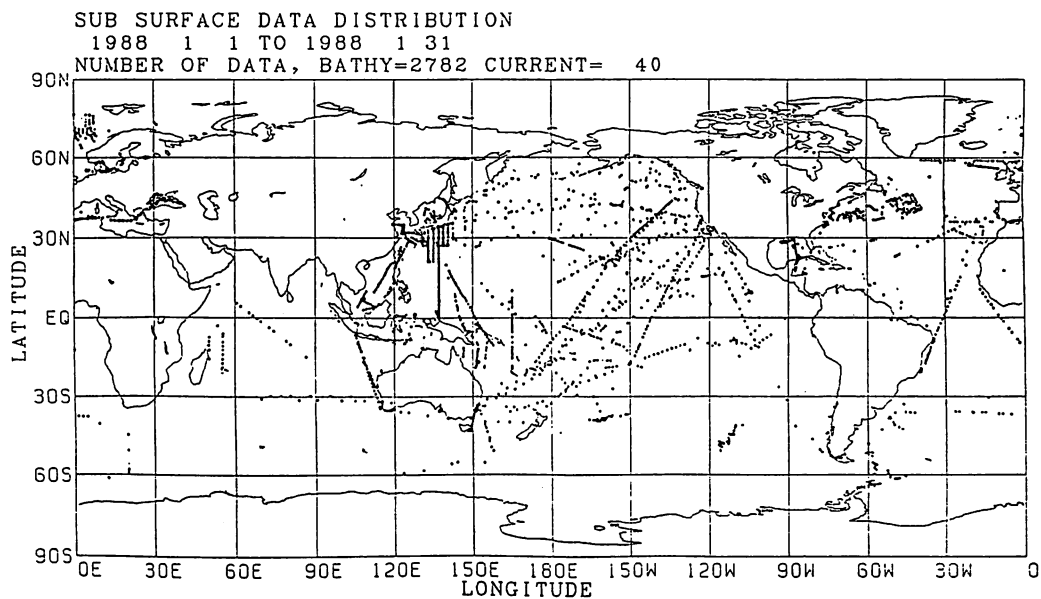 SUB SURFACE DATA DISTRIBUTION
1988 1 1 TO 1988 1 31
NUMBER OF DATA, BATHY=2782 CURRENT= 40
90N
60N
30N
EQ
30S
60S
90S
LATITUDE
0E 30E 60E 90E 120E 150E 180E 150W 120W 90W 60W 30W 0
LONGITUDE